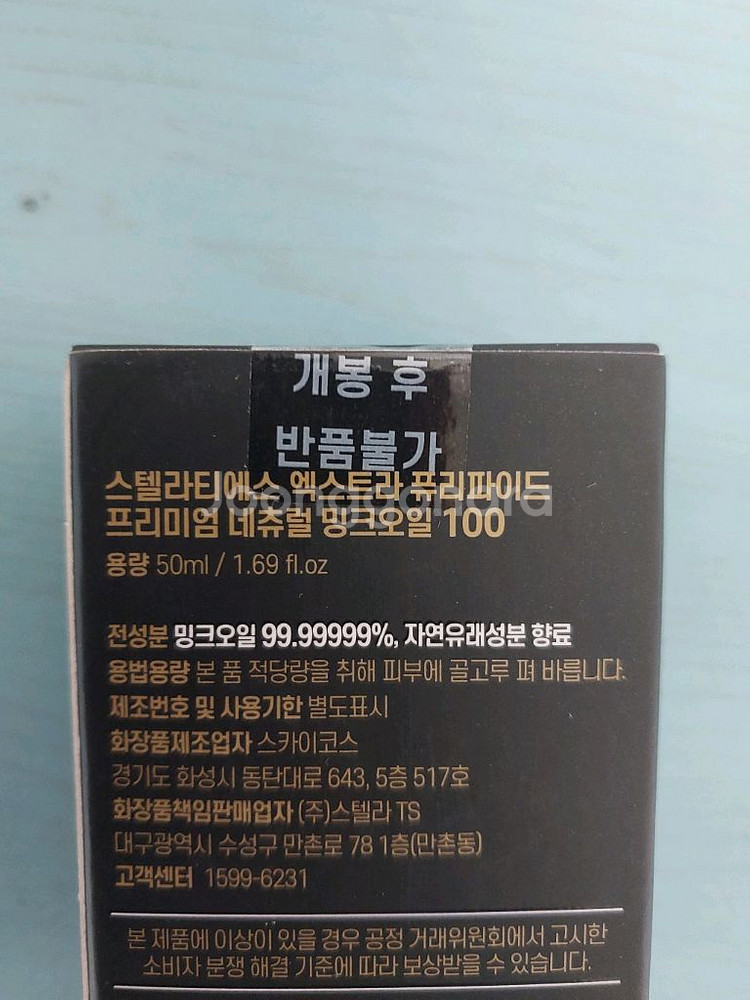 개봉 후
반품불가
스텔라티에스 엑스트라 퓨리파이드
Joonggonara
프리미엄 네츄럴 밍크오일 100
용량 50ml / 1.69 fl.oz
전성분 밍크오일 99.99999%, 자연유래성분 향료
용법용량 본 품 적당량을 취해 피부에 골고루 펴 바릅니다.
제조번호 및 사용기한 별도표시
화장품제조업자 스카이코스
경기도 화성시 동탄대로 643, 5층 517호
화장품책임판매업자 (주)스텔라 TS
대구광역시 수성구 만촌로 78 1층(만촌동)
고객센터 1599-6231
본 제품에 이상이 있을 경우 공정 거래위원회에서 고시한
소비자 분쟁 해결 기준에 따라 보상받을 수 있습니다.